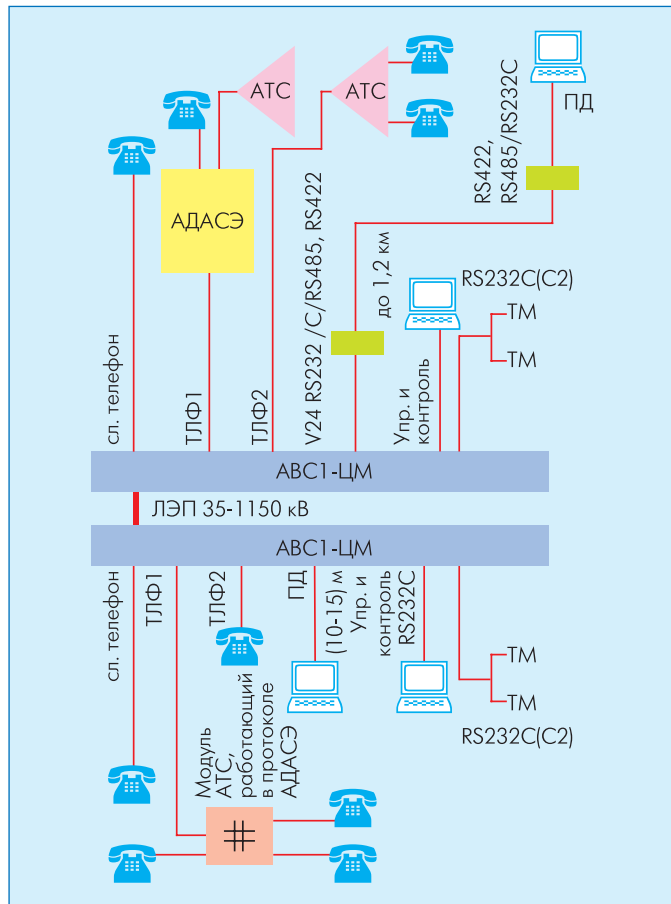 АТС
АТС
ПД
RS422,
RS485/RS232C
АДАСЭ
V24 RS232 /C/RS485, RS422
до 1,2 км
RS232C(C2)
ТМ
ТМ
сл. телефон
ТЛФ1
ТЛФ2
Упр. и
контроль
АВС1-ЦМ
ЛЭП 35-1150 кВ
АВС1-ЦМ
сл. телефон
ТЛФ1
ТЛФ2
ПД
(10-15) м
Упр. и
контроль
RS232C
ТМ
ТМ
RS232C(C2)
Модуль
АТС,
работающий
в протоколе
АДАСЭ